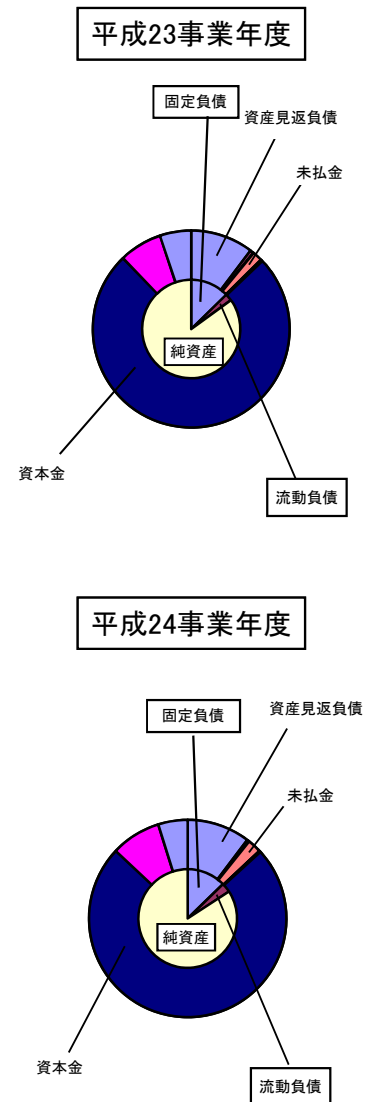 平成23事業年度
固定負債
資産見返負債
未払金
純資産
資本金
流動負債
平成24事業年度
固定負債
資産見返負債
未払金
純資産
資本金
流動負債